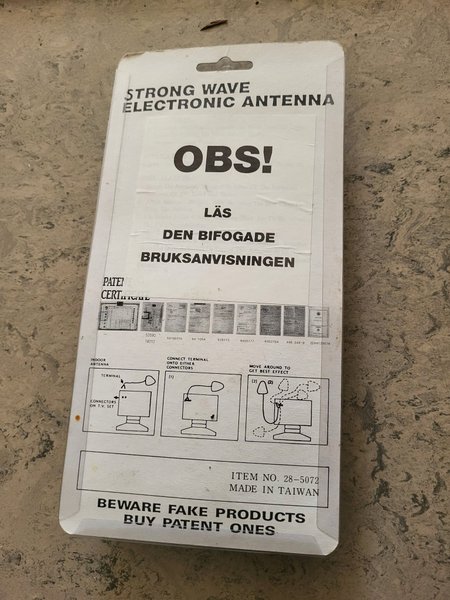 STRONG WAVE
ELECTRONIC ANTENNA
OBS!
LÄS
DEN BIFOGADE
BRUKSANVISNINGEN
INDOOR
ANTENNA
TERMINAL
CONNECTORS
ON T.V. SET
CONNECT TERMINAL
ONTO EITHER
CONNECTORS
(1)
MOVE AROUND TO
GET BEST EFFECT
(2)
ITEM NO. 28-5072
MADE IN TAIWAN
BEWARE FAKE PRODUCTS
BUY PATENT ONES